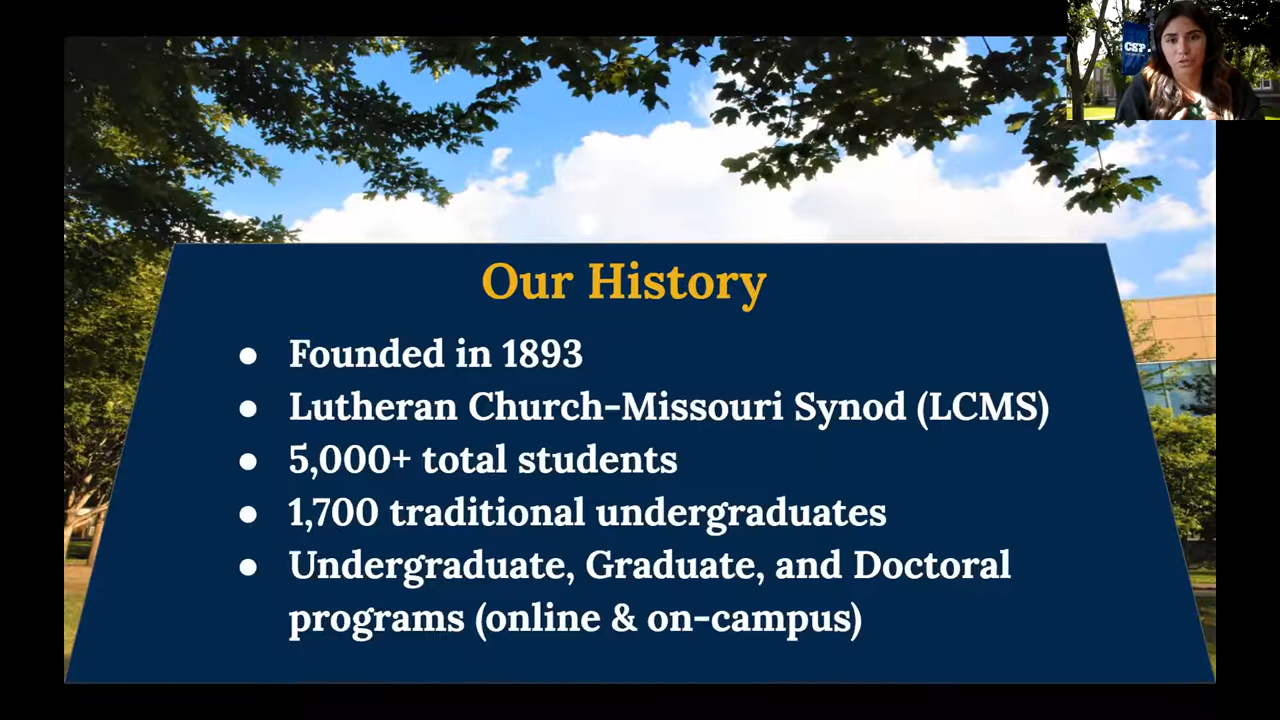 CSP
Our History
● Founded in 1893
● Lutheran Church-Missouri Synod (LCMS)
● 5,000+ total students
● 1,700 traditional undergraduates
● Undergraduate, Graduate, and Doctoral
programs (online & on-campus)